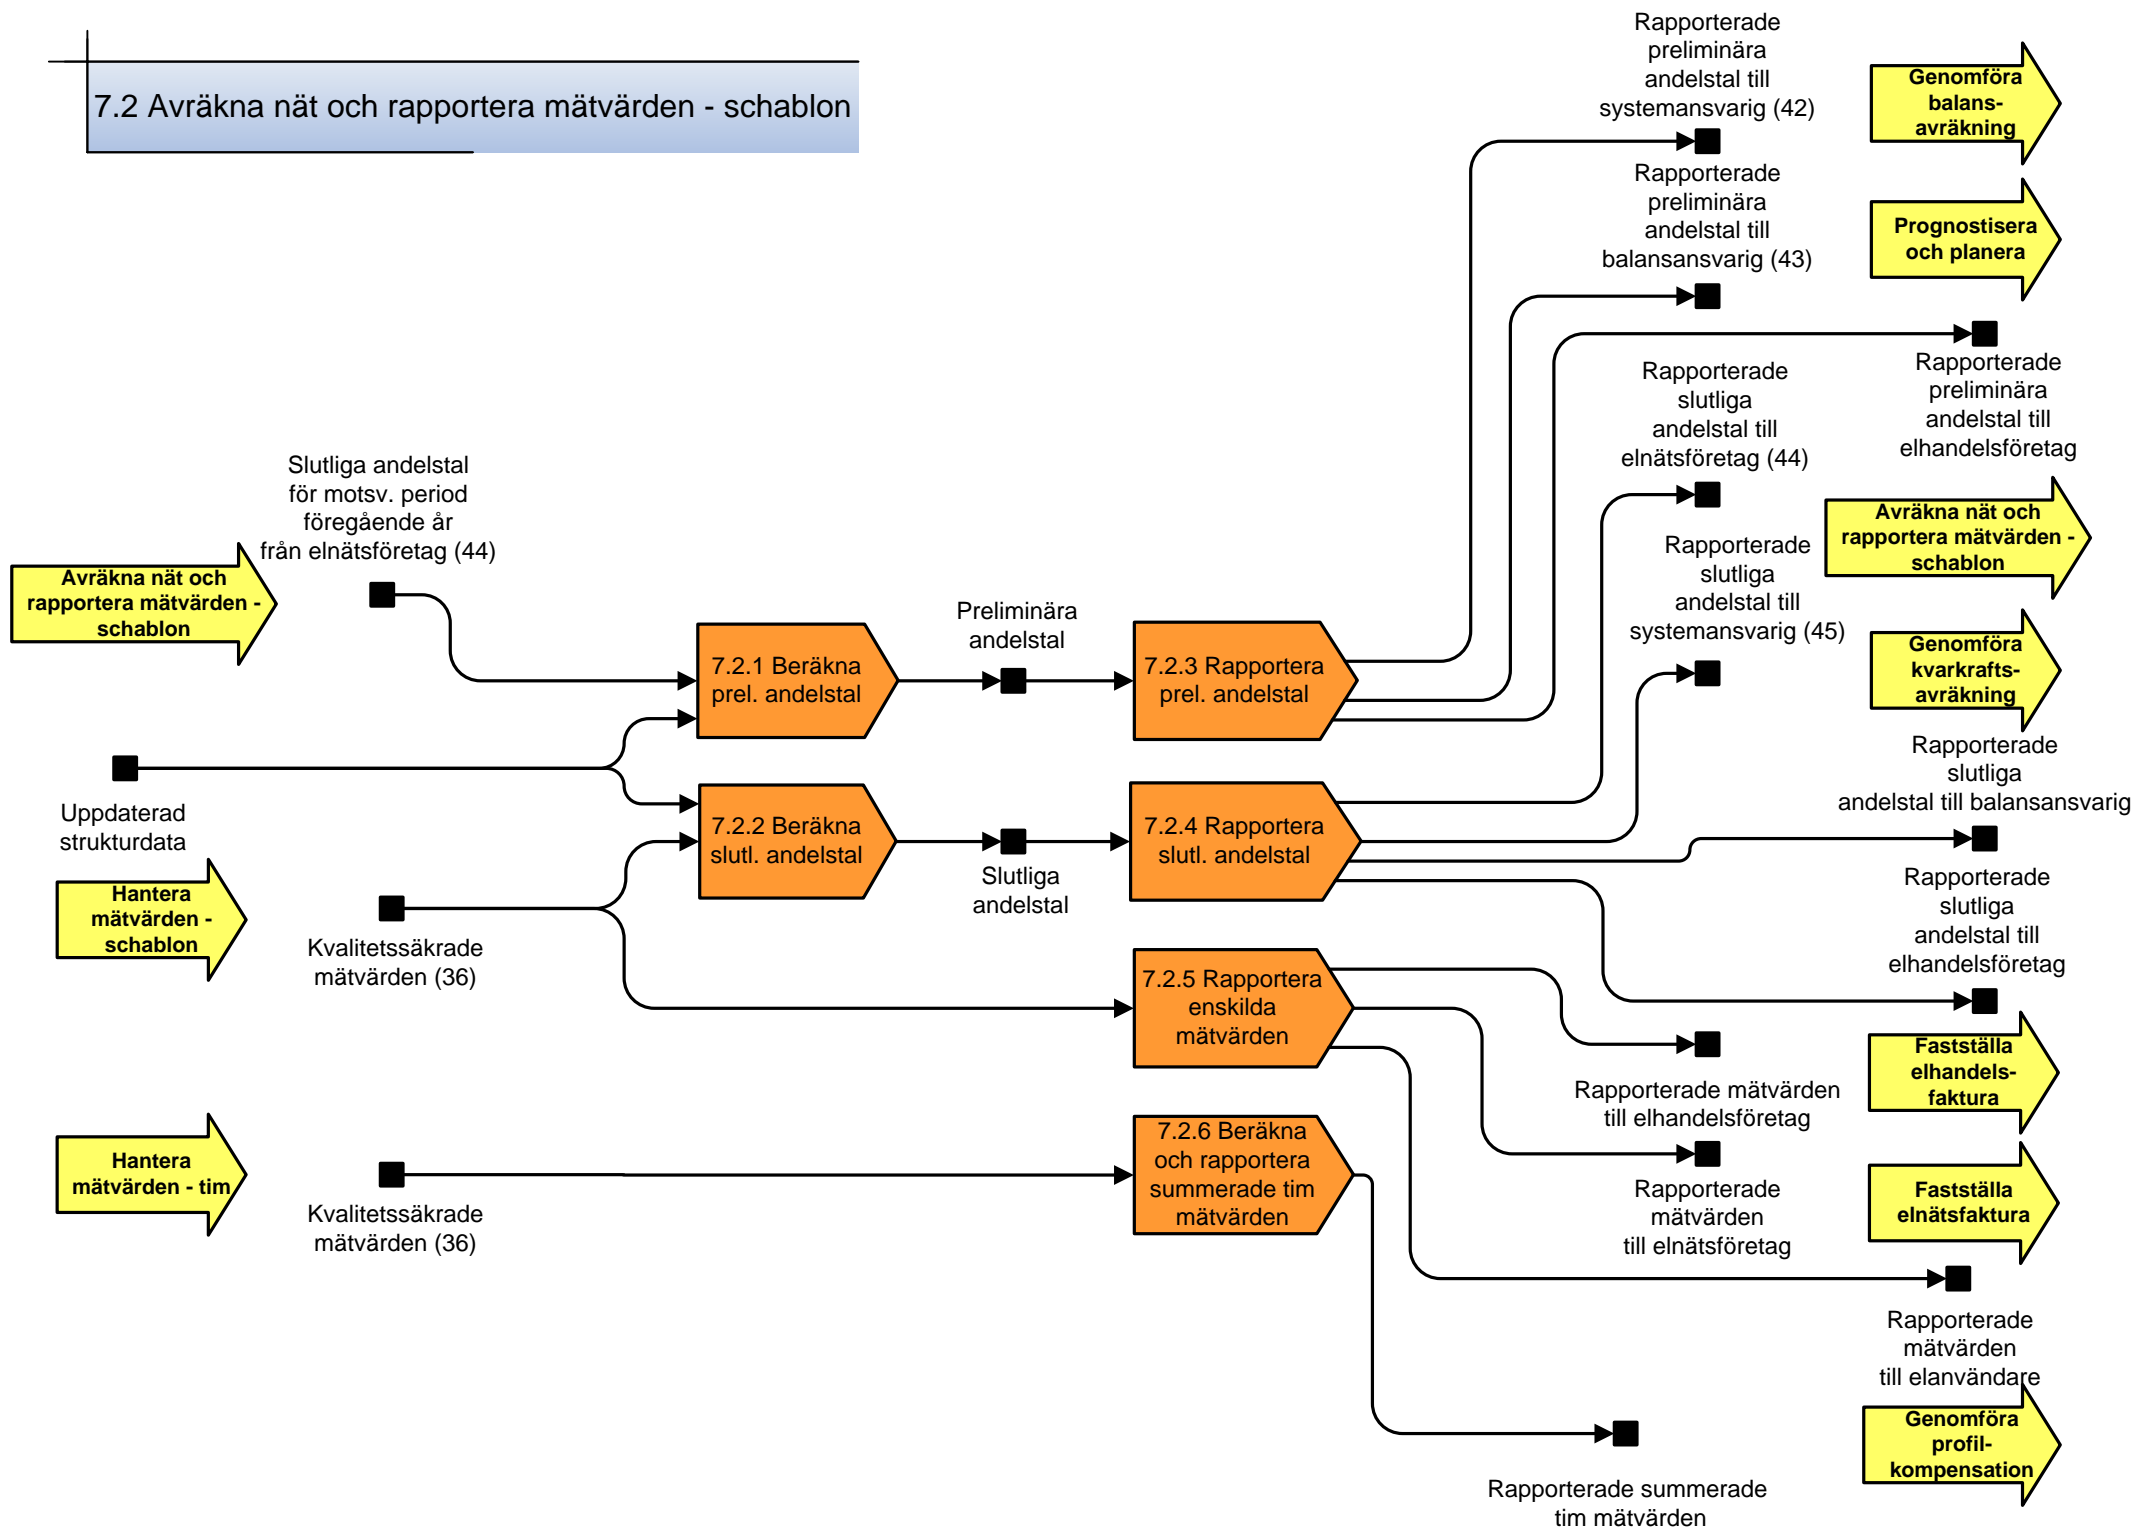 7.2 Avräkna nät och rapportera mätvärden - schablon
Rapporterade
preliminära
andelstal till
systemansvarig (42)
Genomföra
balans-
avräkning
Rapporterade
preliminära
andelstal till
balansansvarig (43)
Prognostisera
och planera
Rapporterade
preliminära
andelstal till
elhandelsföretag
Rapporterade
slutliga
andelstal till
elnätsföretag (44)
Slutliga andelstal
för motsv. period
föregående år
från elnätsföretag (44)
Avräkna nät och
rapportera mätvärden -
schablon
Avräkna nät och
rapportera mätvärden -
schablon
Rapporterade
slutliga
andelstal till
systemansvarig (45)
Preliminära
andelstal
7.2.1 Beräkna
prel. andelstal
7.2.3 Rapportera
prel. andelstal
Genomföra
kvarkrafts-
avräkning
Rapporterade
slutliga
andelstal till balansansvarig
Uppdaterad
strukturdata
7.2.2 Beräkna
slutl. andelstal
Slutliga
andelstal
7.2.4 Rapportera
slutl. andelstal
Rapporterade
slutliga
andelstal till
elhandelsföretag
Hantera
mätvärden -
schablon
Kvalitetssäkrade
mätvärden (36)
7.2.5 Rapportera
enskilda
mätvärden
Rapporterade mätvärden
till elhandelsföretag
Fastställa
elhandels-
faktura
Hantera
mätvärden - tim
Kvalitetssäkrade
mätvärden (36)
7.2.6 Beräkna
och rapportera
summerade tim
mätvärden
Rapporterade
mätvärden
till elnätsföretag
Fastställa
elnätsfaktura
Rapporterade
mätvärden
till elanvändare
Genomföra
profil-
kompensation
Rapporterade summerade
tim mätvärden